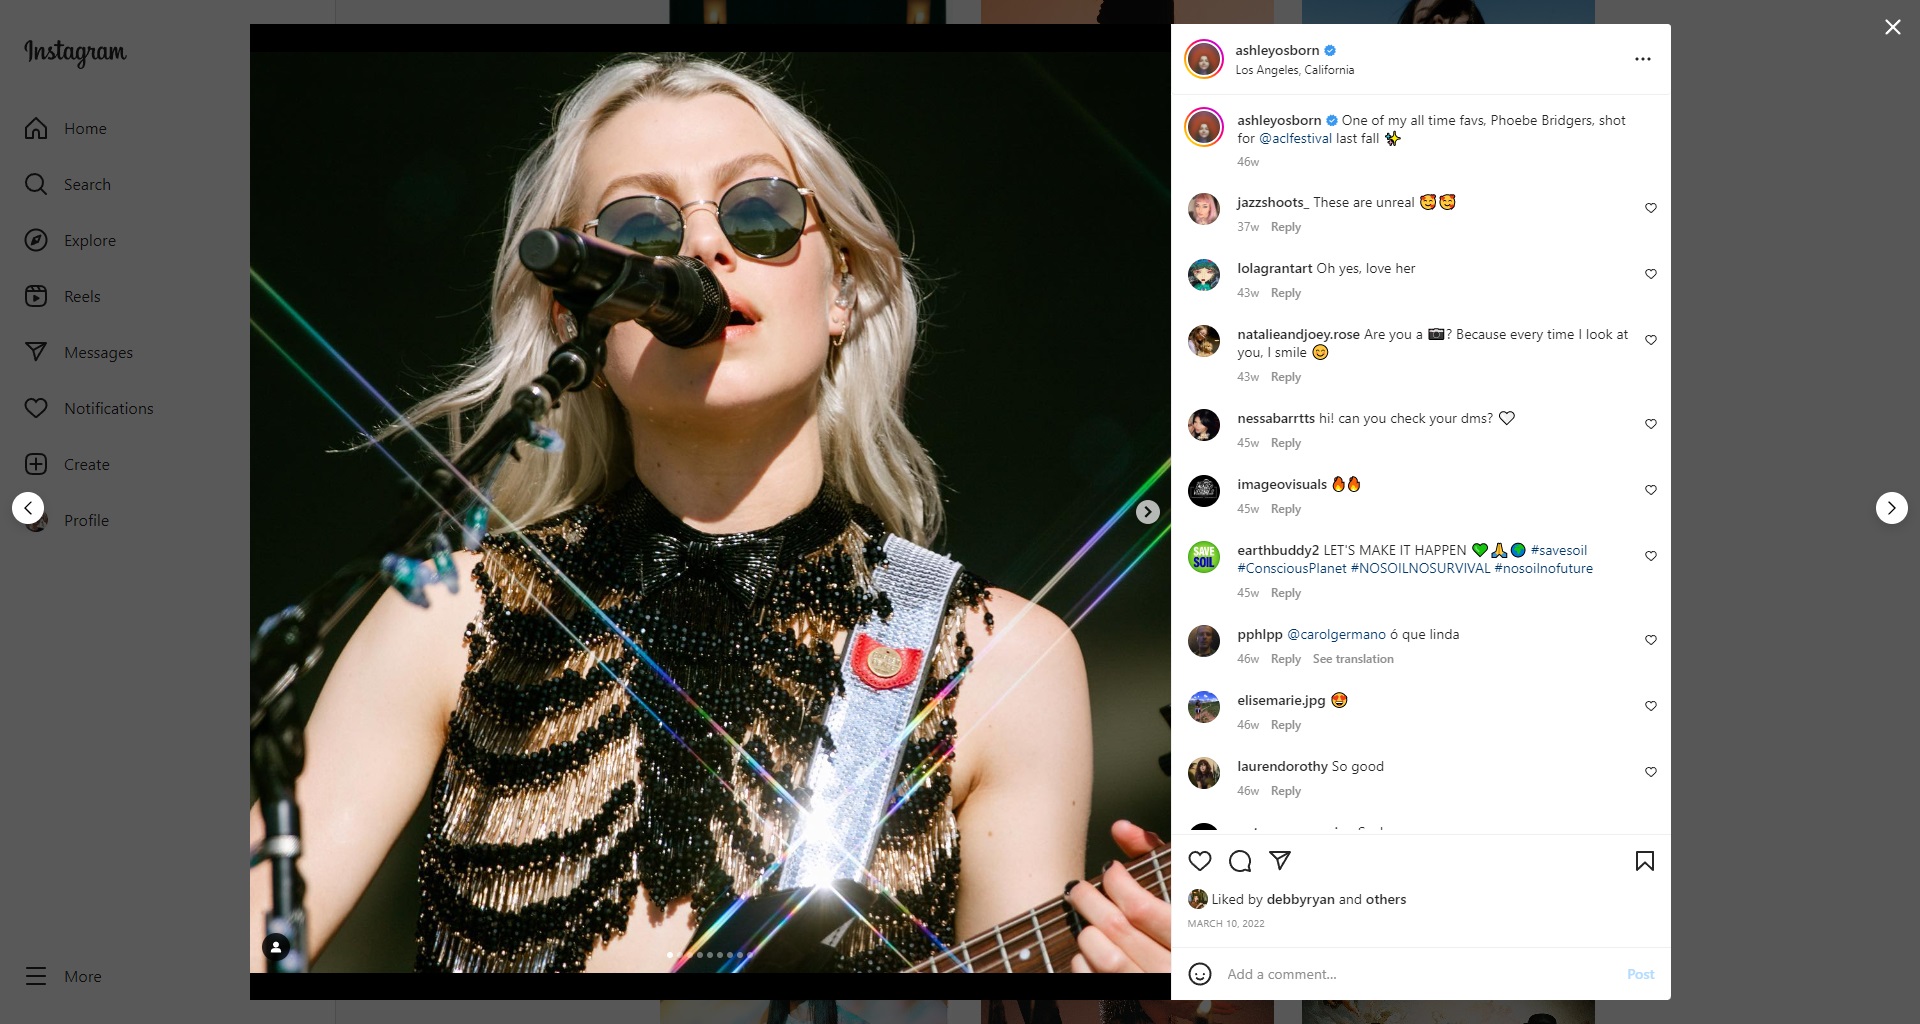 Instagram
Home
Search
Explore
Reels
Messages
Notifications
Create
Profile
More
ashleyosborn
Los Angeles, California
ashleyosborn One of my all time favs, Phoebe Bridgers, shot
for @aclfestival last fall ✨
46w
jazzshoots_ These are unreal 🥰🥰
37w Reply
lolagrantart Oh yes, love her
43w Reply
natalieandjoey.rose Are you a 📷? Because every time I look at
you, I smile 😊
43w Reply
nessabarrtts hi! can you check your dms? 🤍
45w Reply
imageovisuals 🔥🔥
45w Reply
earthbuddy2 LET'S MAKE IT HAPPEN 💚🙏🌍 #savesoil
#ConsciousPlanet #NOSOILNOSURVIVAL #nosoilnofuture
45w Reply
SAVE
SOIL
pphlpp @carolgermano ó que linda
46w Reply See translation
elisemarie.jpg 😍
46w Reply
laurendorothy So good
46w Reply
Liked by debbyryan and others
MARCH 10, 2022
Add a comment...
Post